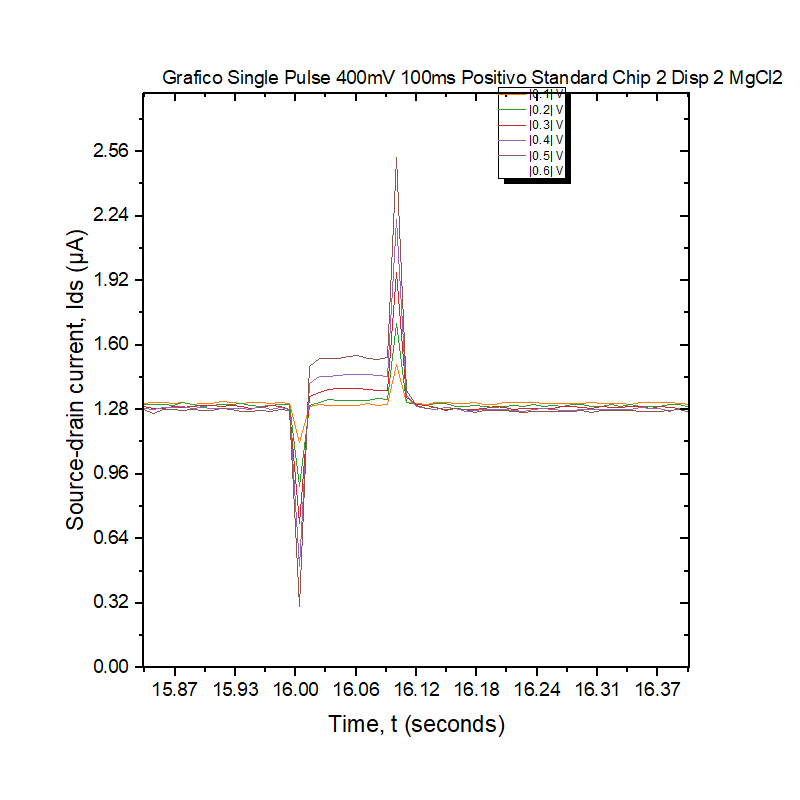 Grafico Single Pulse 400mV 100ms Positivo Standard Chip 2 Disp 2 MgCl2
|0.1| V
|0.2| V
|0.3| V
|0.4| V
|0.5| V
|0.6| V
2.56
2.24
1.92
1.60
1.28
0.96
0.64
0.32
0.00
Source-drain current, Ids (µA)
15.87 15.93 16.00 16.06 16.12 16.18 16.24 16.31 16.37
Time, t (seconds)